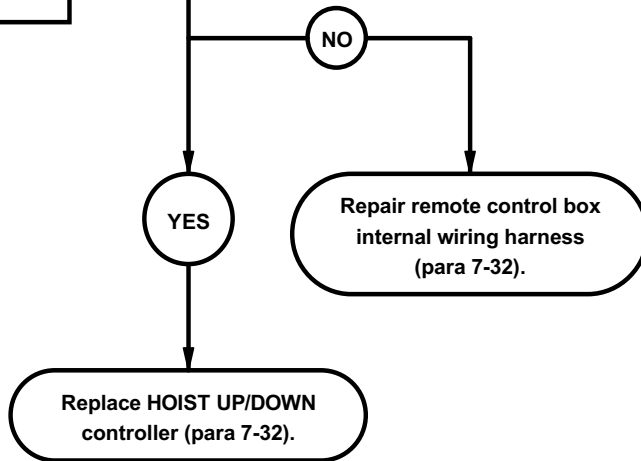 NO
YES
Repair remote control box
internal wiring harness
(para 7-32).
Replace HOIST UP/DOWN
controller (para 7-32).